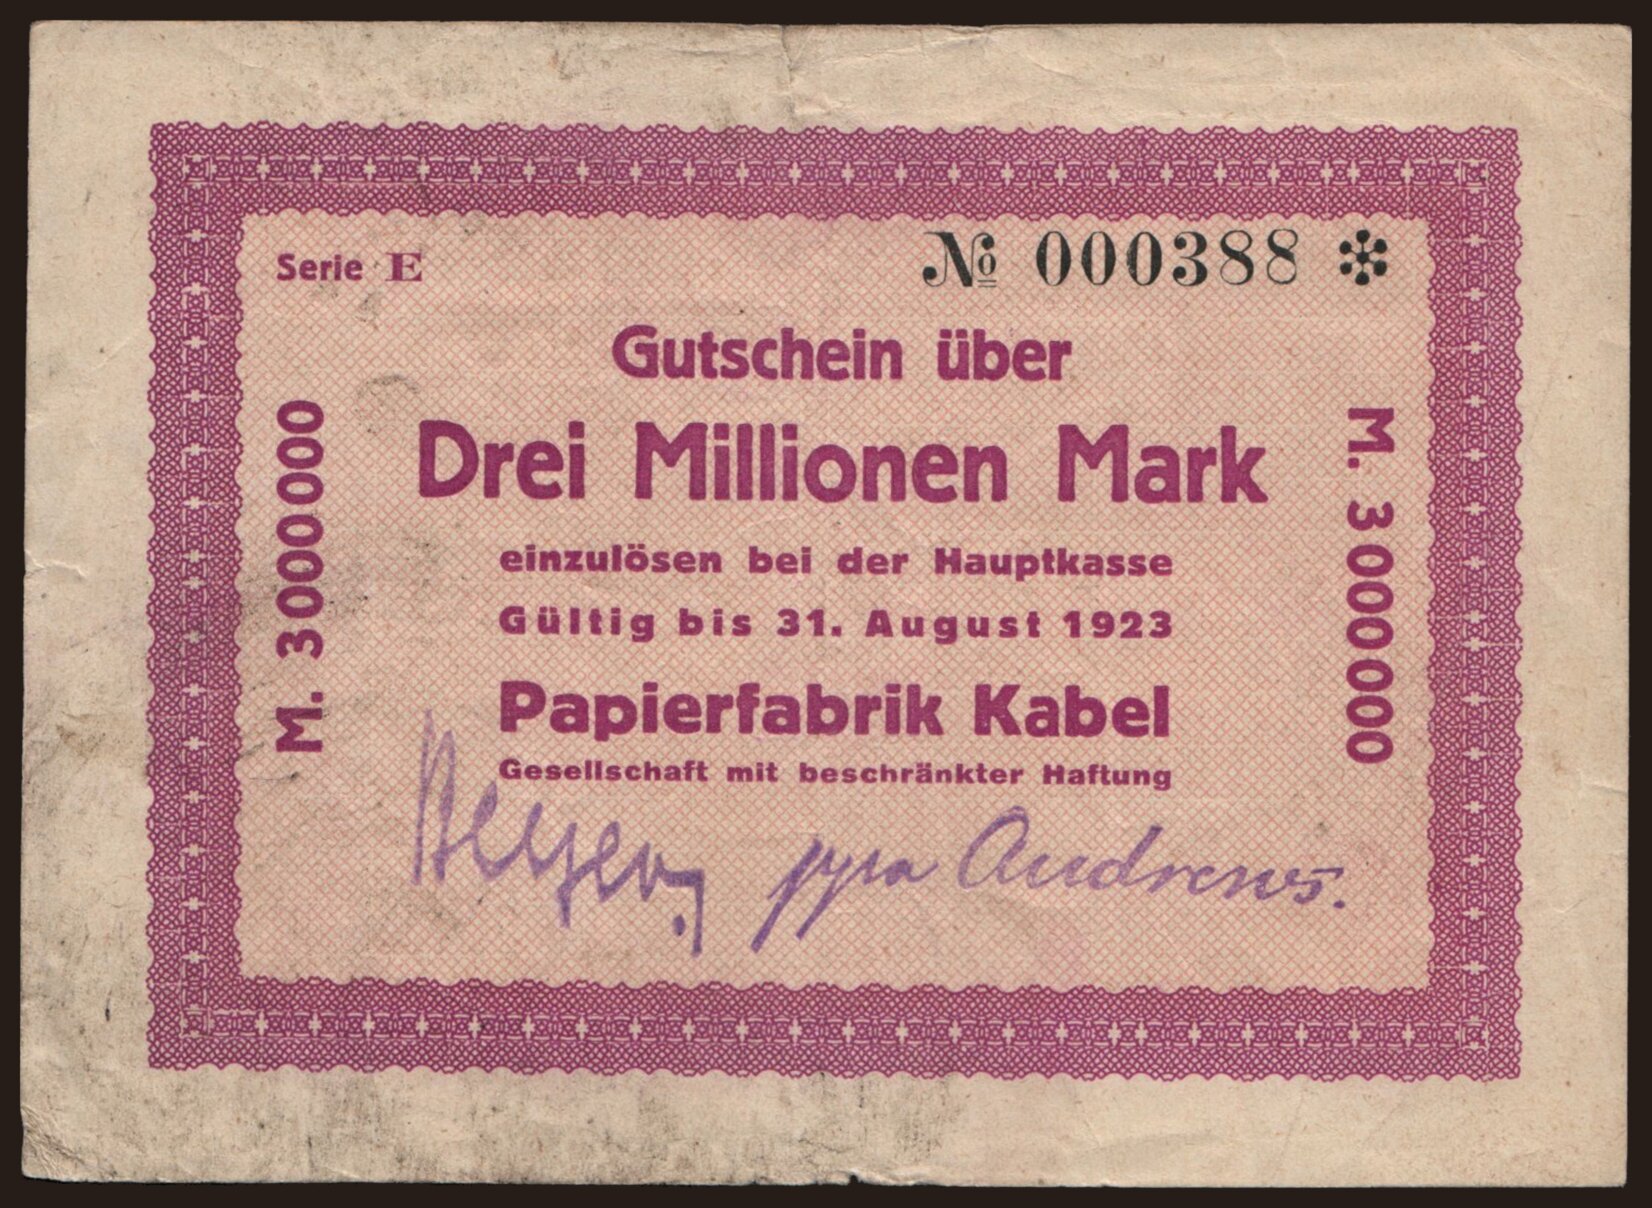 Serie E
№ 000388 *
Gutschein über
Drei Millionen Mark
einzulösen bei der Hauptkasse
Gültig bis 31. August 1923
Papierfabrik Kabel
Gesellschaft mit beschränkter Haftung
M. 3000000
M. 3000000
ppa Andrews.